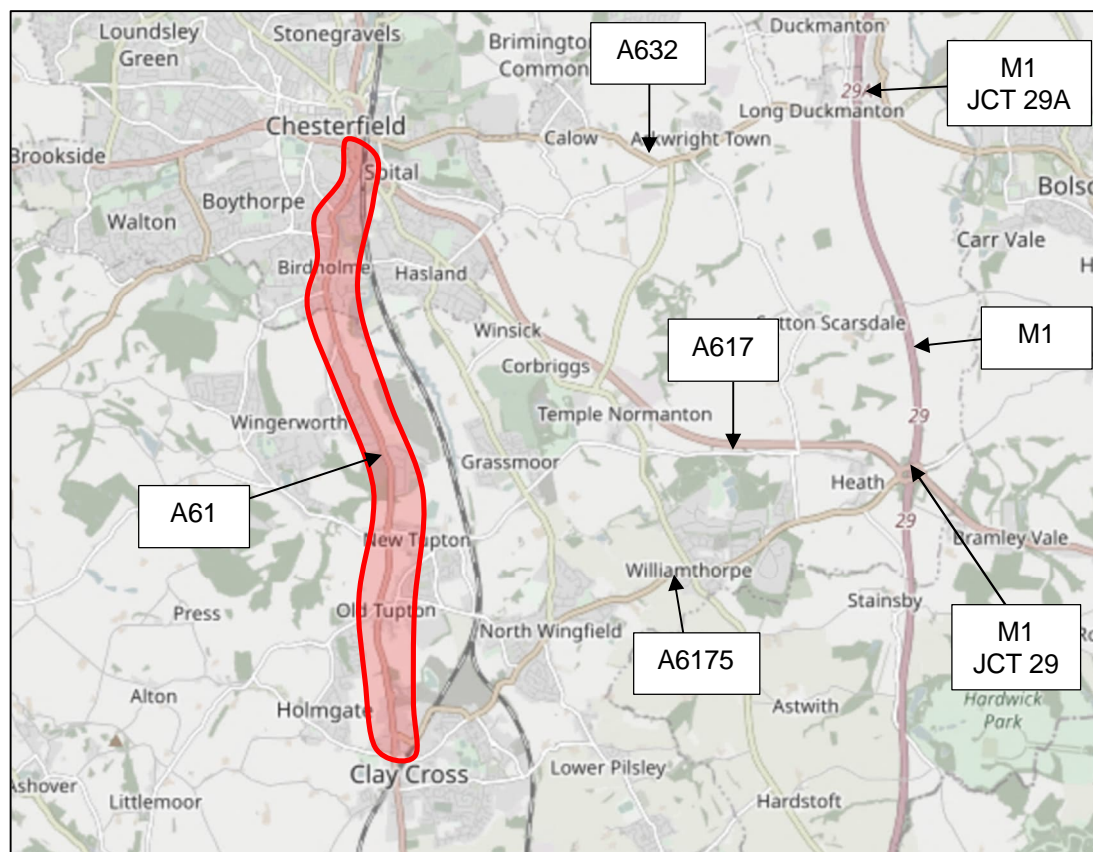 Loundsley
Green
Stonegravels
Brimington
Common
A632
Duckmanton
M1
JCT 29A
29A
Long Duckmanton
Chesterfield
Calow
Arkwright Town
Brookside
Spital
Boythorpe
Walton
Bols
Carr Vale
Birdholme
Hasland
H
Winsick
Sutton Scarsdale
M1
A617
Corbriggs
Temple Normanton
29
Wingerworth
Grassmoor
Heath
A61
29
New Tupton
Bramley Vale
Williamthorpe
Press
Old Tupton
Stainsby
North Wingfield
A6175
M1
JCT 29
Alton
Holmgate
Astwith
Hardwick
Park
Clay Cross
Lower Pilsley
Ashover
Littlemoor
Hardstoft